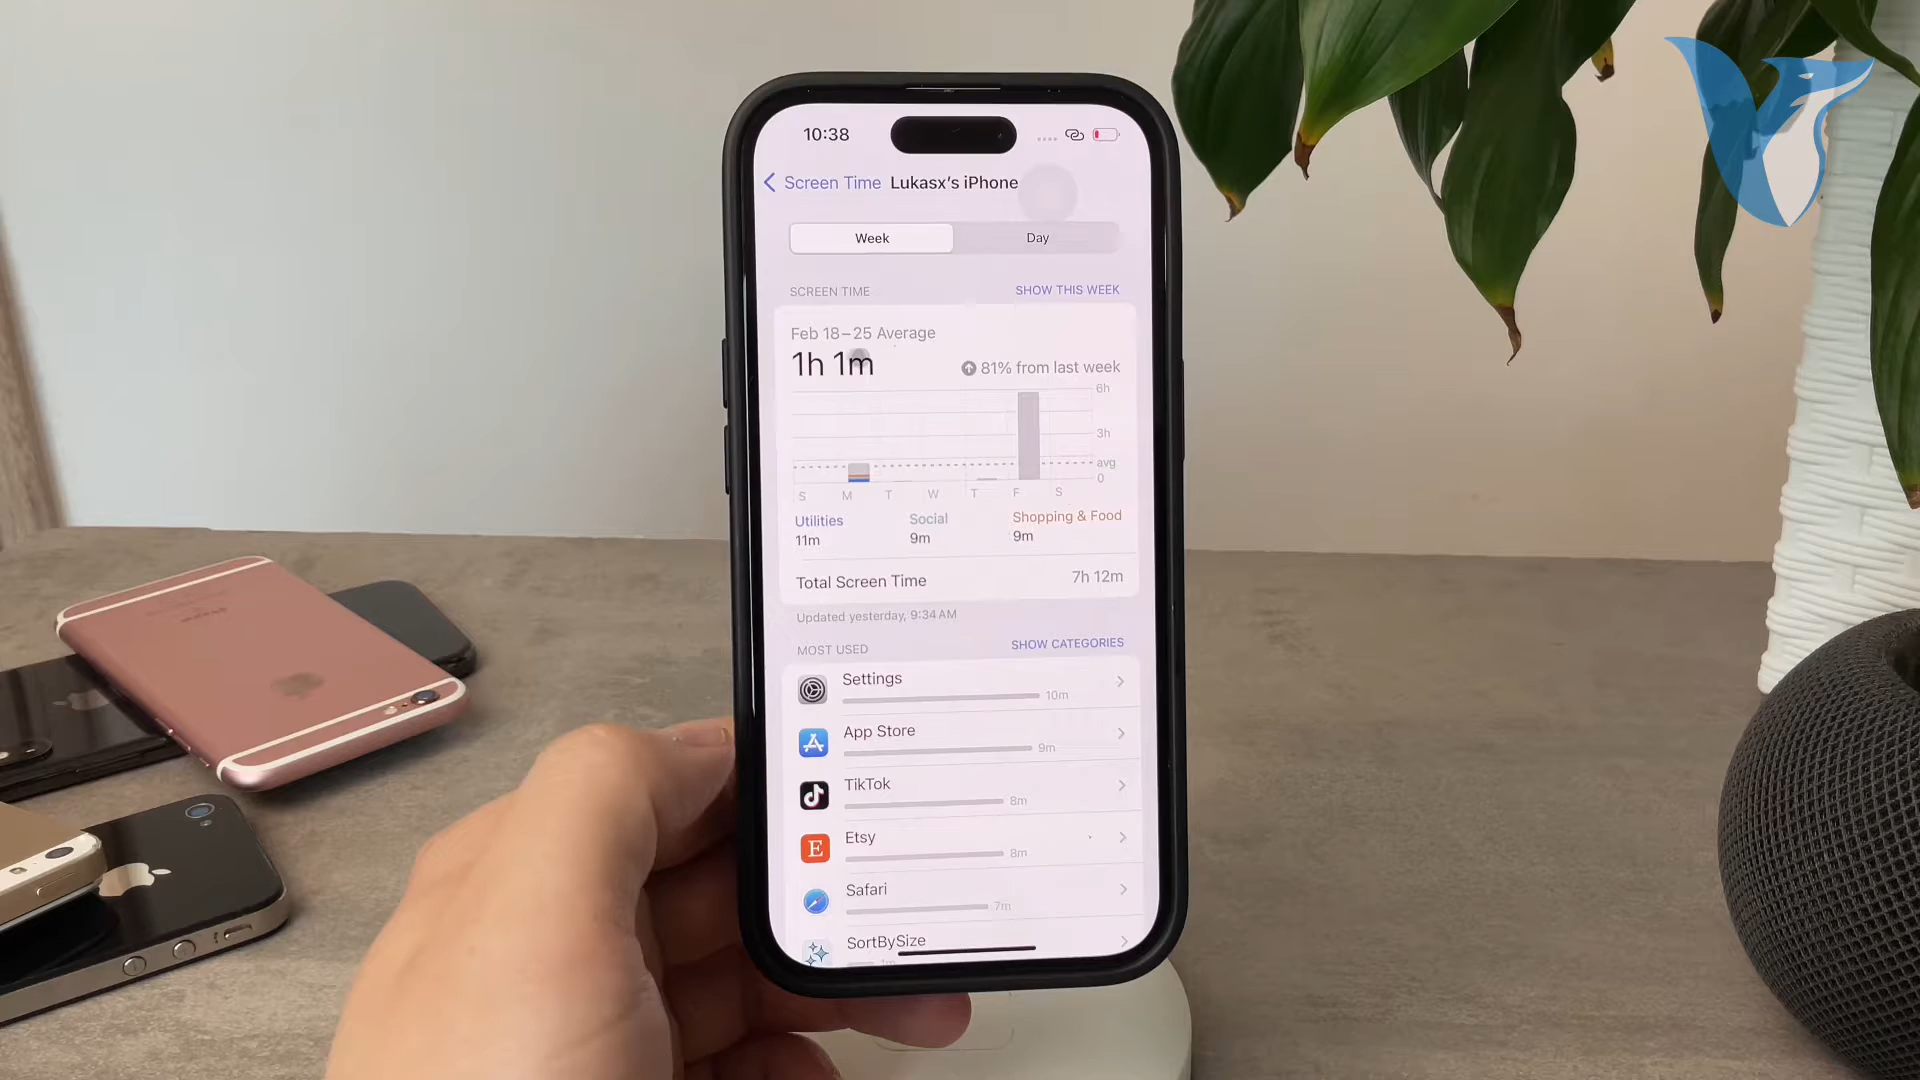 10:38
Screen Time Lukasx's iPhone
Week Day
SCREEN TIME SHOW THIS WEEK
Feb 18–25 Average
1h 1m
81% from last week
6h
3h
avg
0
S M T W T F S
Utilities Social Shopping & Food
11m 9m 9m
Total Screen Time 7h 12m
Updated yesterday, 9:34 AM
MOST USED SHOW CATEGORIES
Settings
10m
App Store
9m
TikTok
8m
Etsy
8m
E
Safari
7m
SortBySize
1m